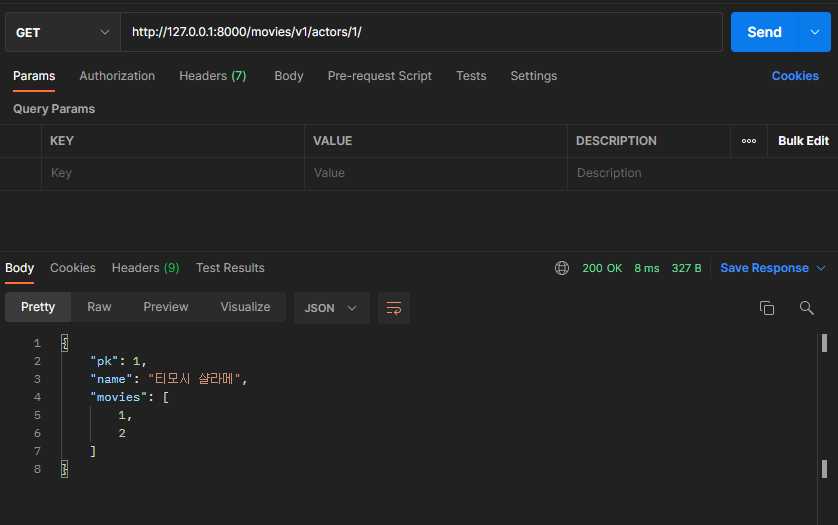 GET http://127.0.0.1:8000/movies/v1/actors/1/ Send
Params Authorization Headers (7) Body Pre-request Script Tests Settings Cookies
Query Params
KEY VALUE DESCRIPTION ooo Bulk Edit
Key Value Description
Body Cookies Headers (9) Test Results 200 OK 8 ms 327 B Save Response
Pretty Raw Preview Visualize JSON
1 {
2 "pk": 1,
3 "name": "티모시 샬라메",
4 "movies": [
5 1,
6 2
7 ]
8 }